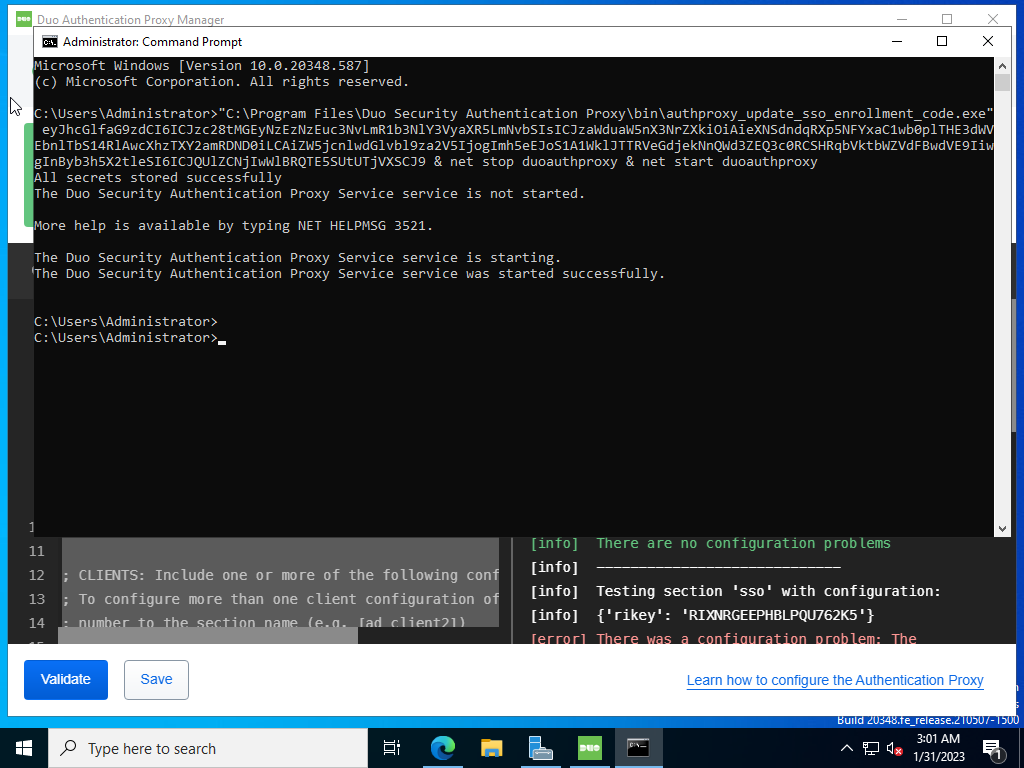 Duo Authentication Proxy Manager
Administrator: Command Prompt
Microsoft Windows [Version 10.0.20348.587]
(c) Microsoft Corporation. All rights reserved.
C:\Users\Administrator>"C:\Program Files\Duo Security Authentication Proxy\bin\authproxy_update_sso_enrollment_code.exe"
eyJhcGlfaG9zdCI6ICJzc28tMGEyNzEzNzEuc3NvLmR1b3NlY3VyaXR5LmNvbSIsICJzaWduaW5nX3NrZXkiOiAieXNSdndqRXp5NFYxaC1wb0plTHE3dWV
EbnlTbS14RlAwcXhzTXY2amRDND0iLCAiZW5jcnlwdGlvbl9za2V5IjogImh5eEJoS1A1WklJTTRVeGdjekNnQWd3ZEQ3c0RCSHRqbVktbWZVdFBwdVE9Iiw
gInByb3h5X2tleSI6ICJQUlZCNjIwWlBRQTE5SUtUTjVXSCJ9 & net stop duoauthproxy & net start duoauthproxy
All secrets stored successfully
The Duo Security Authentication Proxy Service service is not started.
More help is available by typing NET HELPMSG 3521.
The Duo Security Authentication Proxy Service service is starting.
The Duo Security Authentication Proxy Service service was started successfully.
C:\Users\Administrator>
C:\Users\Administrator>
11
12 ; CLIENTS: Include one or more of the following conf
13 ; To configure more than one client configuration of
14 ; number to the section name (e.g. [ad_client2])
[info] There are no configuration problems
[info] -----------------------------
[info] Testing section 'sso' with configuration:
[info] {'rikey': 'RIXNRGEEPHBLPQU762K5'}
[error] There was a configuration problem: The
Validate
Save
Learn how to configure the Authentication Proxy
Build 20348.fe_release.210507-1500
Type here to search
DUO
3:01 AM
1/31/2023
1